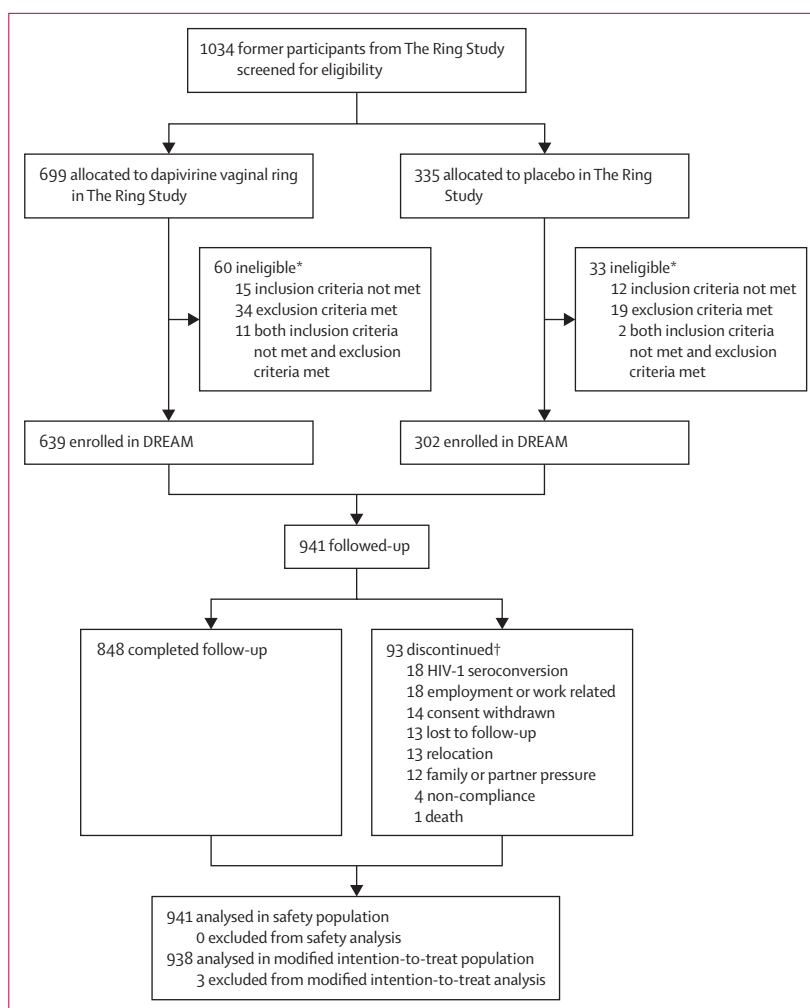 1034 former participants from The Ring Study
screened for eligibility
699 allocated to dapivirine vaginal ring
in The Ring Study
335 allocated to placebo in The Ring
Study
60 ineligible*
15 inclusion criteria not met
34 exclusion criteria met
11 both inclusion criteria
not met and exclusion
criteria met
33 ineligible*
12 inclusion criteria not met
19 exclusion criteria met
2 both inclusion criteria
not met and exclusion
criteria met
639 enrolled in DREAM
302 enrolled in DREAM
941 followed-up
848 completed follow-up
93 discontinued†
18 HIV-1 seroconversion
18 employment or work related
14 consent withdrawn
13 lost to follow-up
13 relocation
12 family or partner pressure
4 non-compliance
1 death
941 analysed in safety population
0 excluded from safety analysis
938 analysed in modified intention-to-treat population
3 excluded from modified intention-to-treat analysis